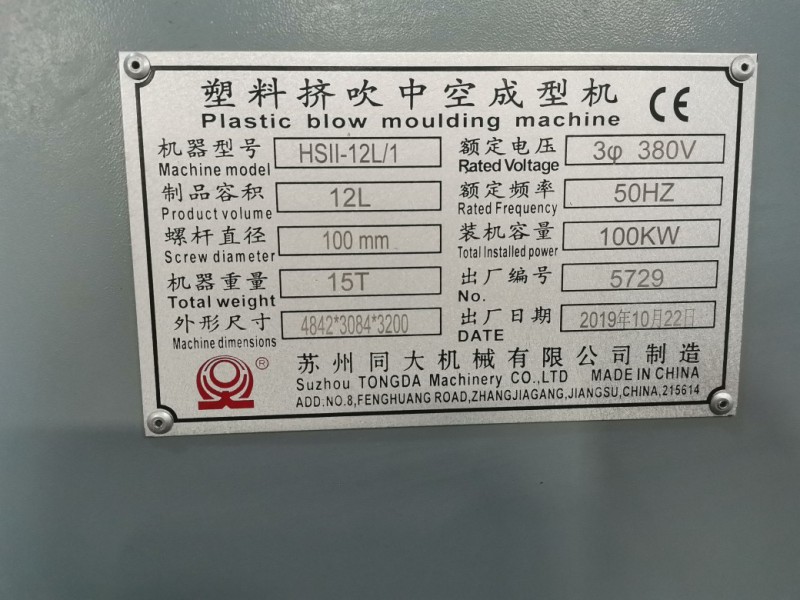 塑料挤吹中空成型机 CE
Plastic blow moulding machine
机器型号 HSII-12L/1 额定电压 3φ 380V
Machine model Rated Voltage
制品容积 12L 额定频率 50HZ
Product volume Rated Frequency
螺杆直径 100 mm 装机容量 100KW
Screw diameter Total Installed power
机器重量 15T 出厂编号 5729
Total weight No.
外形尺寸 4842*3084*3200 出厂日期 2019年10月22日
Machine dimensions DATE
® 苏州同大机械有限公司制造
Suzhou TONGDA Machinery CO.,LTD MADE IN CHINA
ADD:NO.8,FENGHUANG ROAD,ZHANGJIAGANG,JIANGSU,CHINA,215614